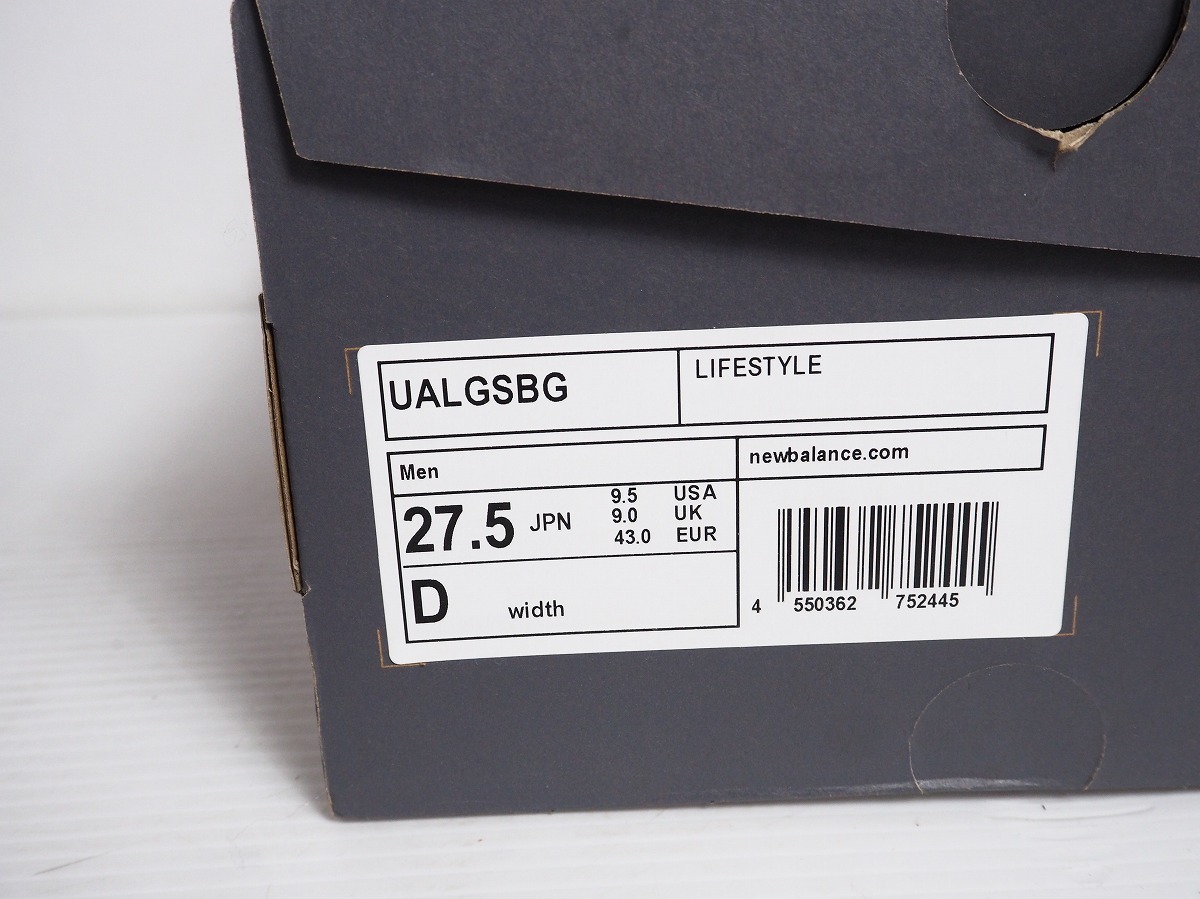 UALGSBG
LIFESTYLE
Men
newbalance.com
27.5 JPN
9.5 USA
9.0 UK
43.0 EUR
D width
4 550362 752445